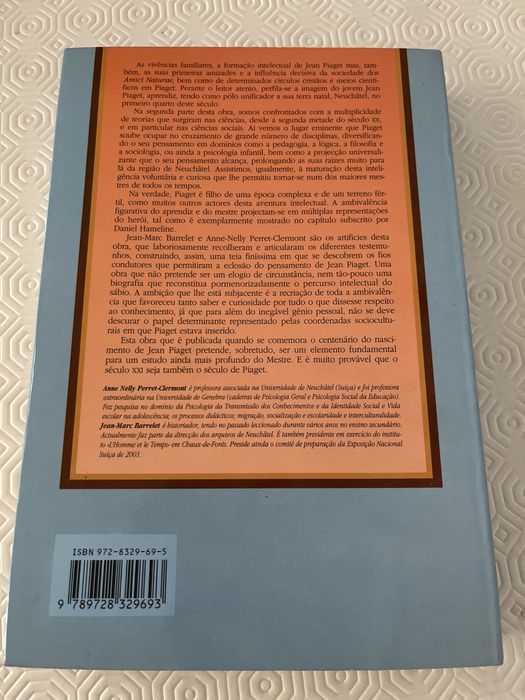 As vivências familiares, a formação intelectual de Jean Piaget mas, tam-
bém, as suas primeiras amizades e a influência decisiva da sociedade dos
Amici Naturae, bem como de determinados círculos cristãos e meios cientí-
ficos em Piaget. Perante o leitor atento, perfila-se a imagem do jovem Jean
Piaget, aprendiz, tendo como pólo unificador a sua terra natal, Neuchâtel, no
primeiro quarto deste século.
Na segunda parte desta obra, somos confrontados com a multiplicidade
de teorias que surgiram nas ciências, desde a segunda metade do século XX,
e em particular nas ciências sociais. Aí vemos o lugar eminente que Piaget
soube ocupar no cruzamento de grande número de disciplinas, diversifican-
do o seu pensamento em domínios como a pedagogia, a lógica, a filosofia e
a sociologia, ou ainda a psicologia infantil, bem como a projecção universali-
zante que o seu pensamento alcança, prolongando as suas raízes muito para
lá da região de Neuchâtel. Assistimos, igualmente, à maturação desta inteli-
gência voluntária e curiosa que lhe permitiu tornar-se num dos maiores mes-
tres de todos os tempos.
Na verdade, Piaget é filho de uma época complexa e de um terreno fér-
til, como muitos outros actores desta aventura intelectual. A ambivalência
figurativa do aprendiz e do mestre projectam-se em múltiplas representações
do herói, tal como é exemplarmente mostrado no capítulo subscrito por
Daniel Hameline.
Jean-Marc Barrelet e Anne-Nelly Perret-Clermont são os artífices desta
obra, que laboriosamente recolheram e articularam os diferentes testemu-
nhos, construindo, assim, uma teia finíssima em que se descobrem os fios
condutores que permitiram a eclosão do pensamento de Jean Piaget. Uma
obra que não pretende ser um elogio de circunstância, nem tão-pouco uma
biografia que reconstitua pormenorizadamente o percurso intelectual do
sábio. A ambição que lhe está subjacente é a recriação de toda a ambivalên-
cia que favoreceu tanto saber e curiosidade por tudo o que dissesse respei-
to ao conhecimento, já que para além do inegável génio pessoal, não se deve
descurar o papel determinante representado pelas coordenadas sociocultu-
rais em que Piaget estava inserido.
Esta obra que é publicada quando se comemora o centenário do nasci-
mento de Jean Piaget pretende, sobretudo, ser um elemento fundamental
para um estudo ainda mais profundo do Mestre. E é muito provável que o
século XXI seja também o século de Piaget.
Anne Nelly Perret-Clermont é professora associada na Universidade de Neuchâtel (Suíça) e foi professora
extraordinária na Universidade de Genebra (cadeiras de Psicologia Geral e Psicologia Social da Educação).
Fez pesquisa no domínio da Psicologia da Transmissão dos Conhecimentos e da Identidade Social e Vida
escolar na adolescência; os processos didácticos; migração, socialização e escolaridade e interculturalidade.
Jean-Marc Barrelet é historiador, tendo no passado leccionado durante vários anos no ensino secundário.
Actualmente faz parte da direcção dos arquivos de Neuchâtel. É também presidente em exercício do institu-
to «L'Homme et le Temps» em Chaux-de-Fonts. Preside ainda o comité de preparação da Exposição Nacional
Suíça de 2001.
ISBN 972-8329-69-5
9 789728 329693